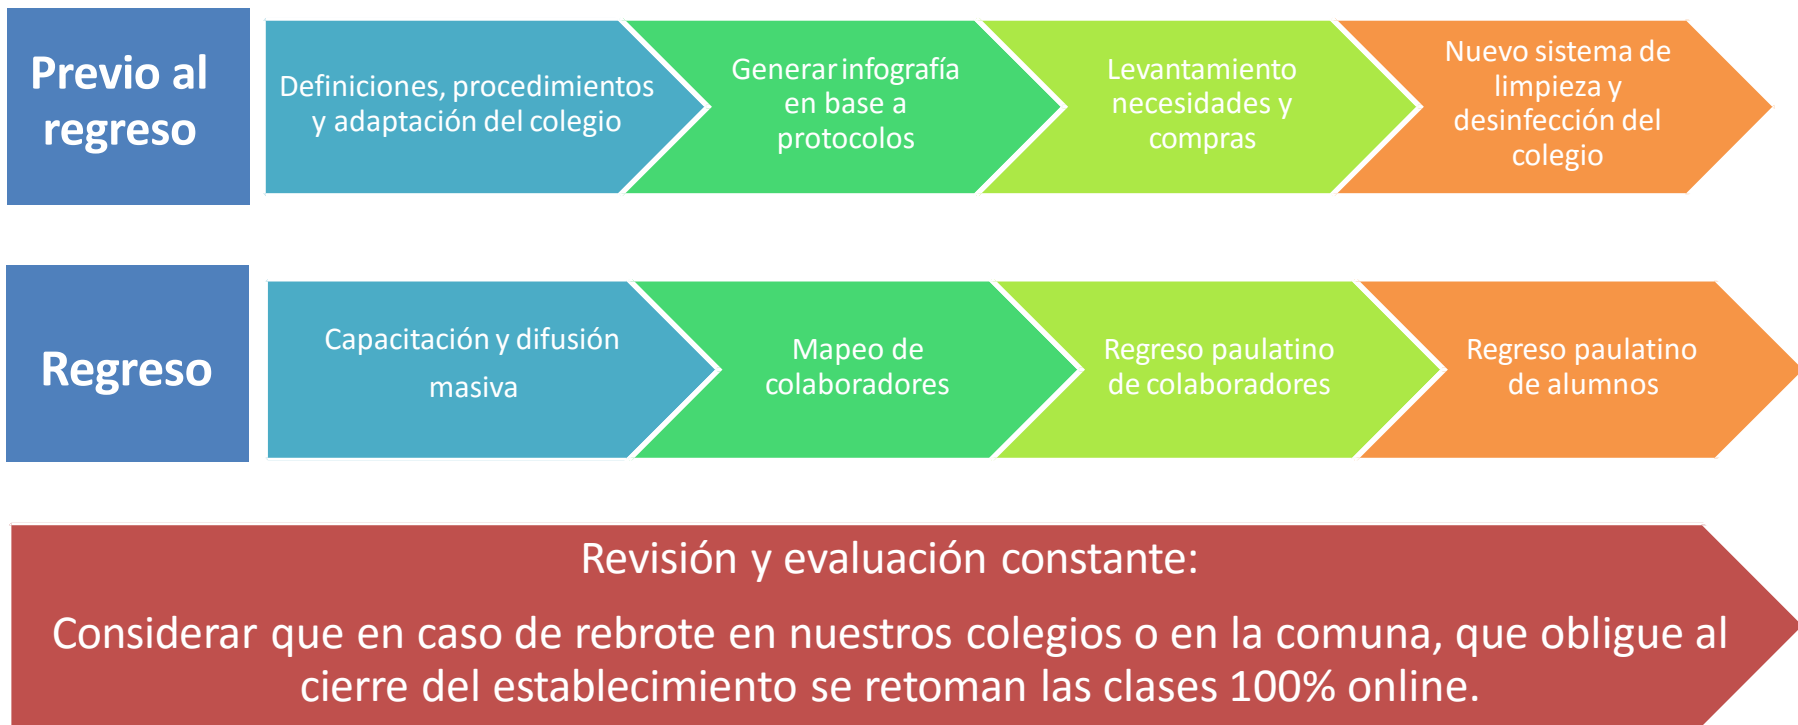 Previo al
regreso
Definiciones, procedimientos
y adaptación del colegio
Generar infografía
en base a
protocolos
Levantamiento
necesidades y
compras
Nuevo sistema de
limpieza y
desinfección del
colegio
Regreso
Capacitación y difusión
masiva
Mapeo de
colaboradores
Regreso paulatino
de colaboradores
Regreso paulatino
de alumnos
Revisión y evaluación constante:
Considerar que en caso de rebrote en nuestros colegios o en la comuna, que obligue al
cierre del establecimiento se retoman las clases 100% online.